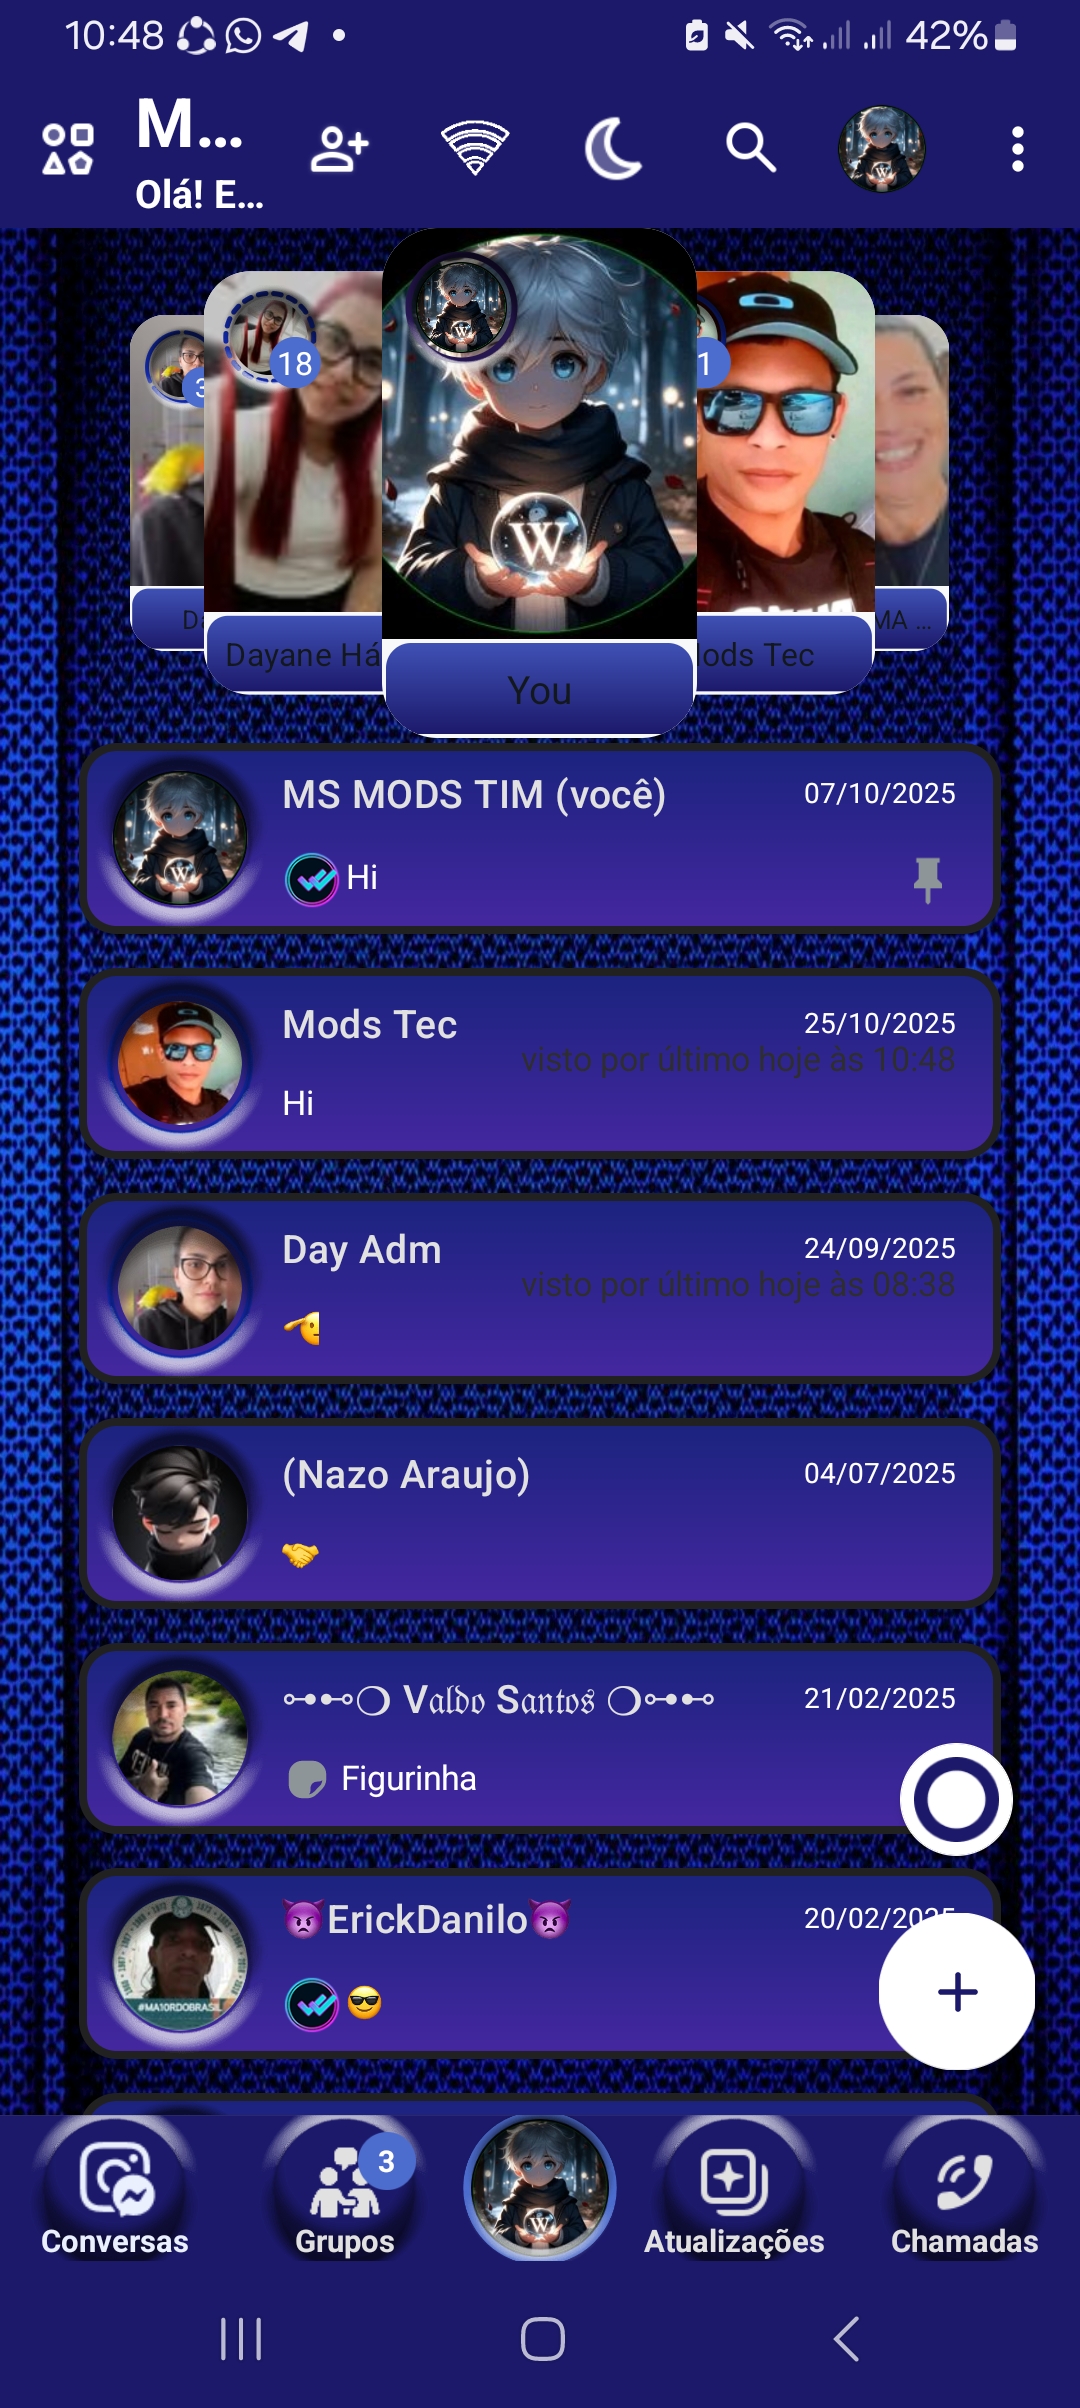 10:48
42%
M...
Olá! E...
18
3
1
W
W
D
Dayane Há
You
ods Tec
MA ...
MS MODS TIM (você)
07/10/2025
Hi
Mods Tec
25/10/2025
visto por último hoje às 10:48
Hi
Day Adm
24/09/2025
visto por último hoje às 08:38
🫡
(Nazo Araujo)
04/07/2025
🤝
⊶⊷❍ V𝔞𝔩𝔡𝔬 S𝔞𝔫𝔱𝔬𝔰 ❍⊶⊷
21/02/2025
Figurinha
👿ErickDanilo👿
20/02/2025
#MA10RDOBRASIL
😎
3
Conversas
Grupos
Atualizações
Chamadas